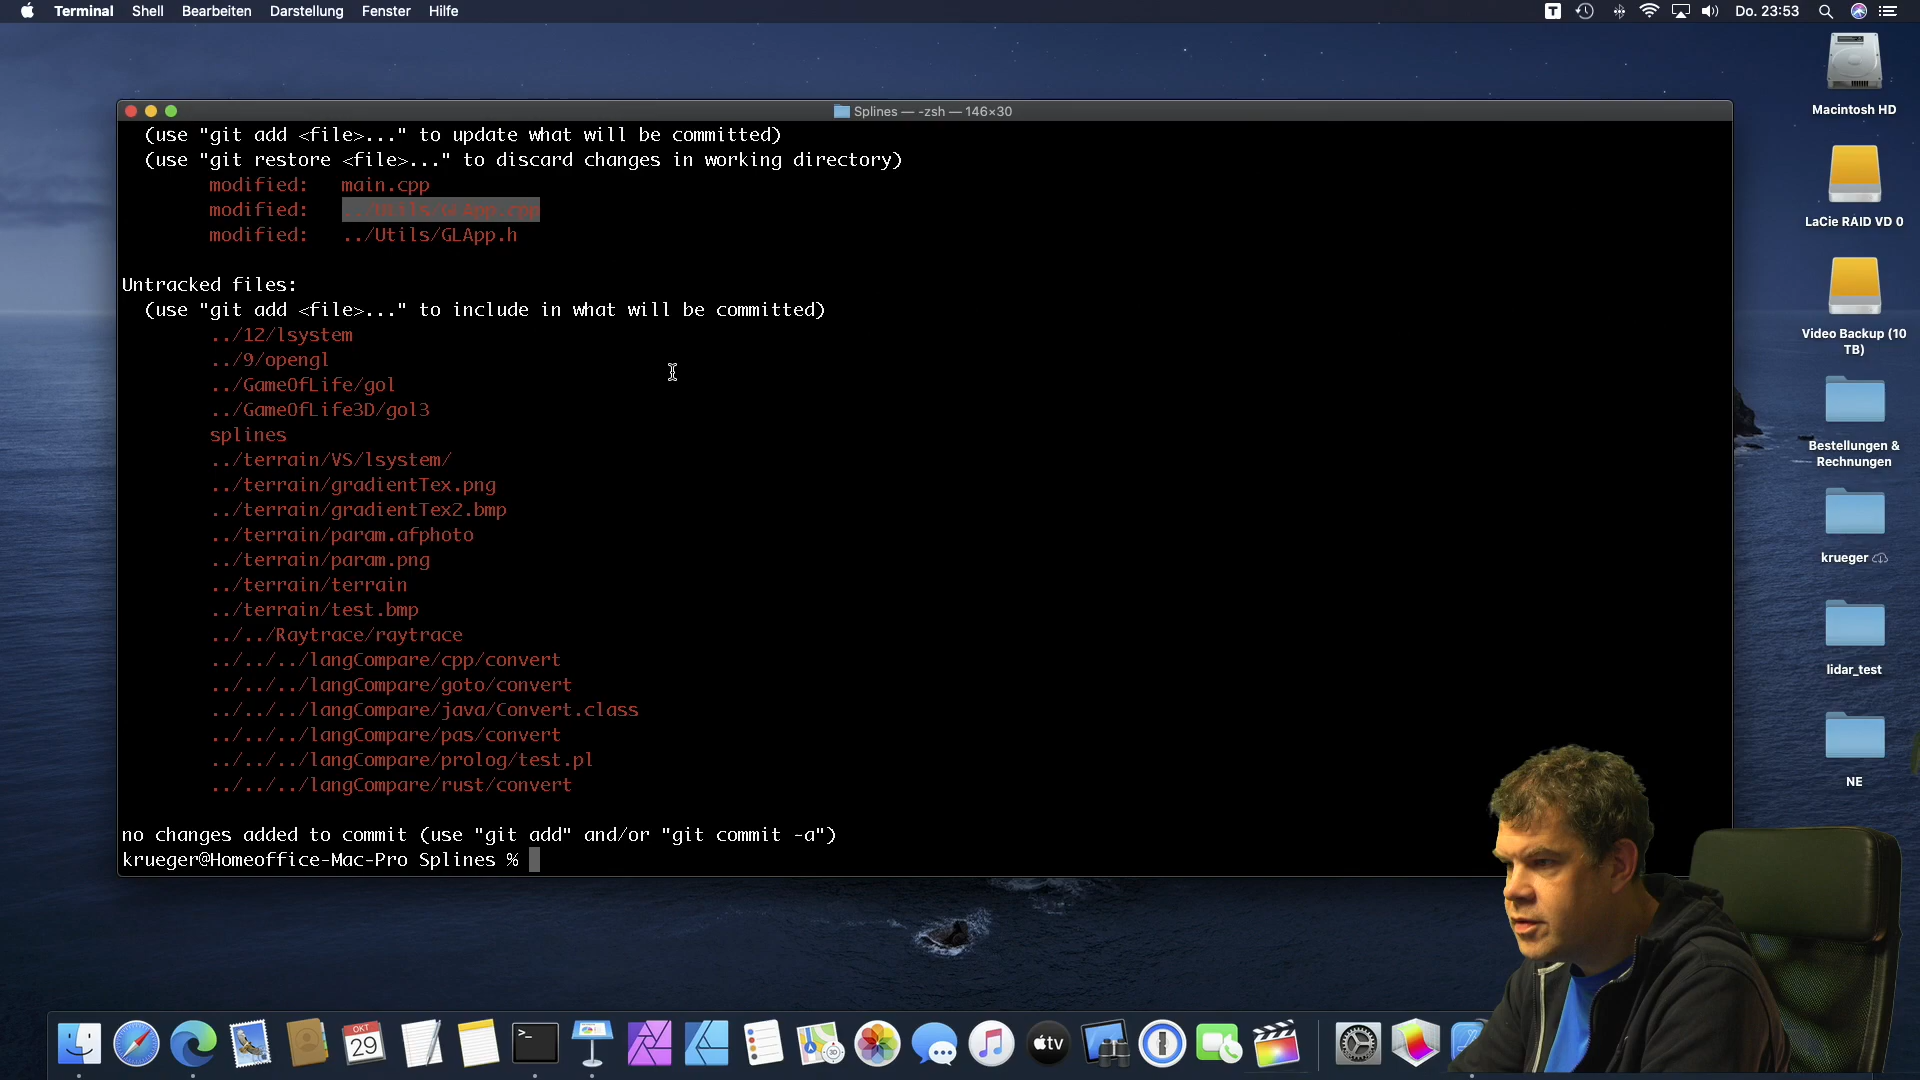 Terminal Shell Bearbeiten Darstellung Fenster Hilfe
T Do. 23:53
Splines — -zsh — 146×30
(use "git add <file>..." to update what will be committed)
(use "git restore <file>..." to discard changes in working directory)
modified: main.cpp
modified: ../Utils/GLApp.cpp
modified: ../Utils/GLApp.h
Untracked files:
(use "git add <file>..." to include in what will be committed)
../12/lsystem
../9/opengl
../GameOfLife/gol
../GameOfLife3D/gol3
splines
../terrain/VS/lsystem/
../terrain/gradientTex.png
../terrain/gradientTex2.bmp
../terrain/param.afphoto
../terrain/param.png
../terrain/terrain
../terrain/test.bmp
../../Raytrace/raytrace
../../../langCompare/cpp/convert
../../../langCompare/goto/convert
../../../langCompare/java/Convert.class
../../../langCompare/pas/convert
../../../langCompare/prolog/test.pl
../../../langCompare/rust/convert
no changes added to commit (use "git add" and/or "git commit -a")
krueger@Homeoffice-Mac-Pro Splines %
Macintosh HD
LaCie RAID VD 0
Video Backup (10
TB)
Bestellungen &
Rechnungen
krueger
lidar_test
NE
OKT
29
>_
3D
tv